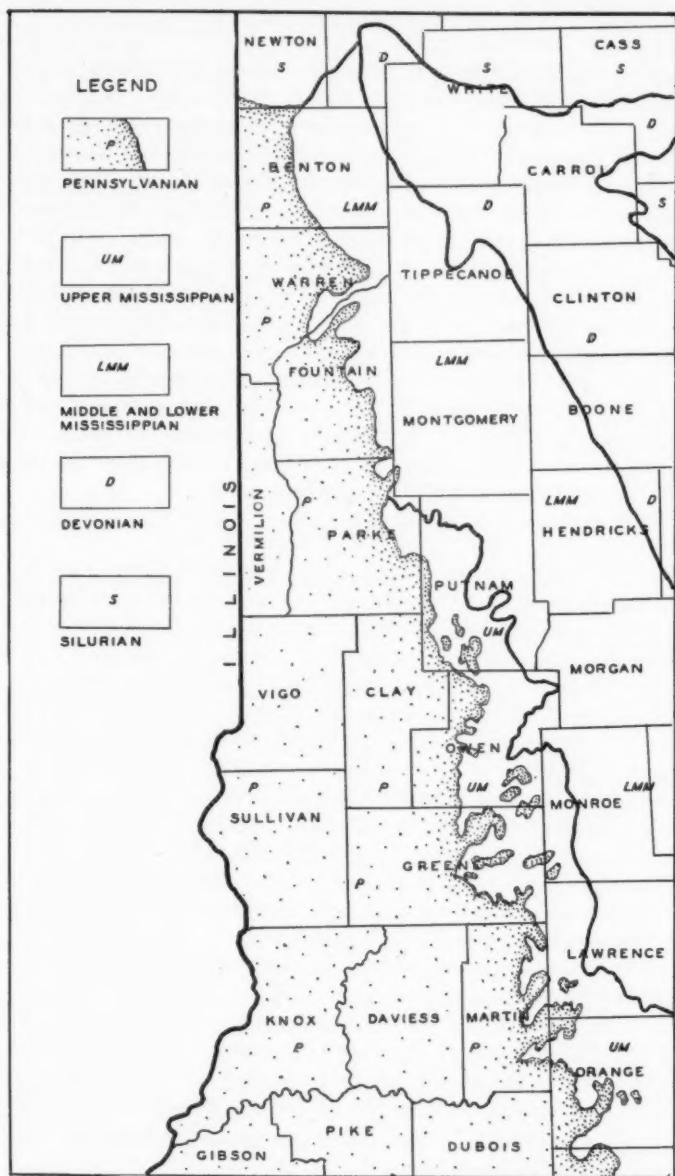 LEGEND
P
PENNSYLVANIAN
UM
UPPER MISSISSIPPIAN
LMM
MIDDLE AND LOWER
MISSISSIPPIAN
D
DEVONIAN
S
SILURIAN
ILLINOIS
NEWTON
S
D
S
CASS
S
WHITE
D
BENTON
CARROL
P
LMM
D
S
WARREN
TIPPECANOE
CLINTON
P
D
LMM
FOUNTAIN
MONTGOMERY
BOONE
VERMILION
P
LMM
D
PARKE
HENDRICKS
PUTNAM
UM
MORGAN
VIGO
CLAY
OWEN
P
UM
LMM
MONROE
SULLIVAN
GREENE
P
LAWRENCE
KNOX
DAVIESS
MARTIN
P
P
UM
ORANGE
PIKE
GIBSON
DUBOIS